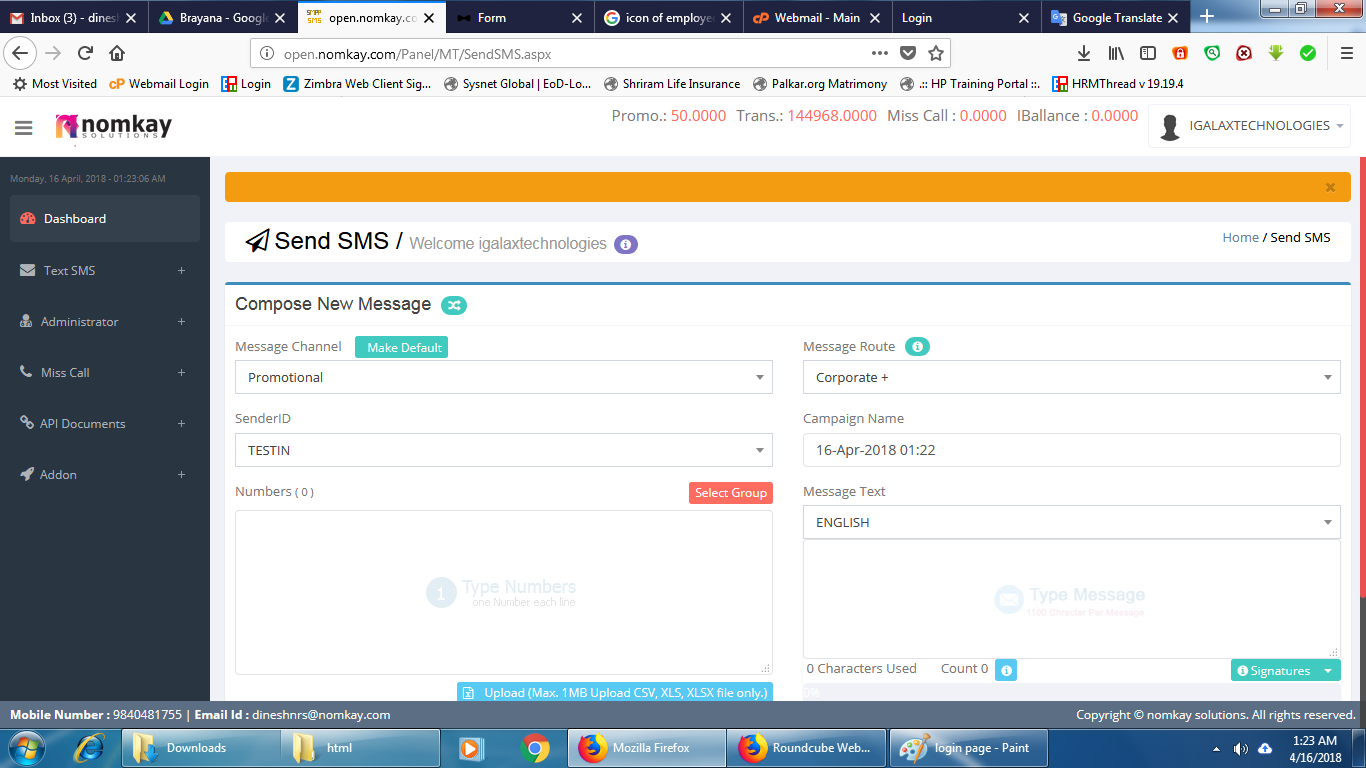 Inbox (3) - dinesh
Brayana - Google
open.nomkay.co
Form
icon of employe
Webmail - Main
Login
Google Translate
open.nomkay.com/Panel/MT/SendSMS.aspx
Most Visited
Webmail Login
Login
Zimbra Web Client Sig...
Sysnet Global | EoD-Lo...
Shriram Life Insurance
Palkar.org Matrimony
.:: HP Training Portal ::.
HRMThread v 19.19.4
nomkay
SOLUTIONS
Promo.: 50.0000 Trans.: 144968.0000 Miss Call : 0.0000 IBallance : 0.0000
IGALAXTECHNOLOGIES
Monday, 16 April, 2018 - 01:23:06 AM
Dashboard
Text SMS +
Administrator +
Miss Call +
API Documents +
Addon +
Send SMS / Welcome igalaxtechnologies
Home / Send SMS
Compose New Message
Message Channel Make Default
Promotional
Message Route
Corporate +
SenderID
TESTIN
Campaign Name
16-Apr-2018 01:22
Numbers ( 0 )
Select Group
1 Type Numbers
one Number each line
Upload (Max. 1MB Upload CSV, XLS, XLSX file only.)
Message Text
ENGLISH
Type Message
1100 Chracter Per Message
0 Characters Used Count 0
Signatures
0%
Mobile Number : 9840481755 | Email Id : dineshnrs@nomkay.com
Copyright © nomkay solutions. All rights reserved.
Downloads
html
Mozilla Firefox
Roundcube Web...
login page - Paint
1:23 AM
4/16/2018